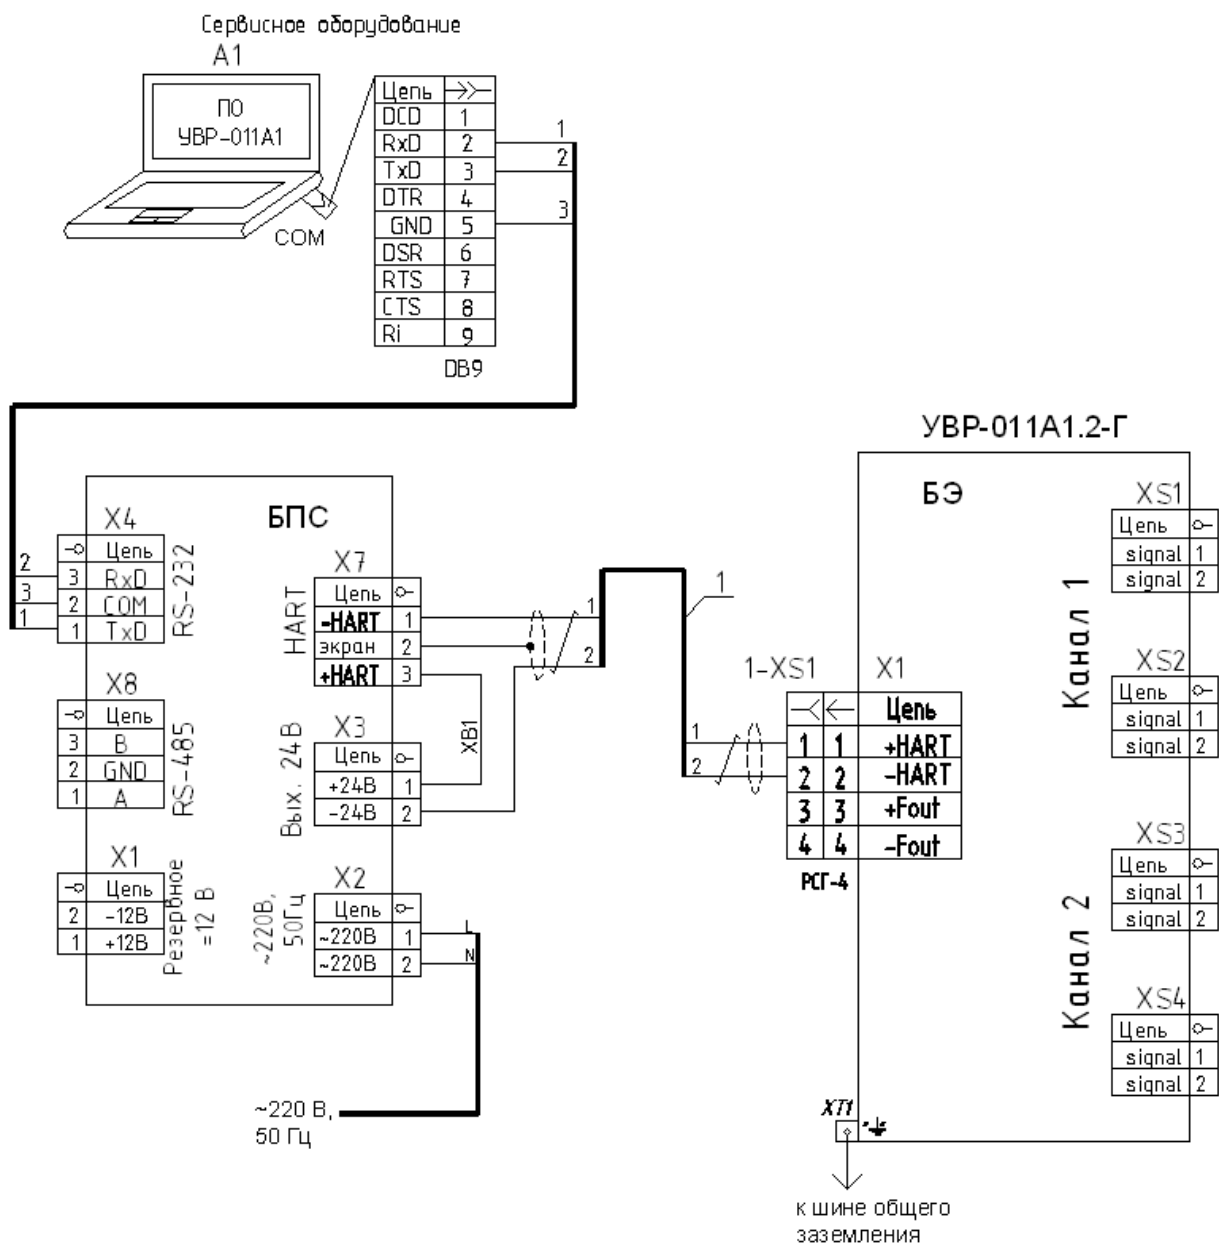 Сервисное оборудование
A1
ПО
УВР-011А1
COM
Цепь
DCD 1
RxD 2
TxD 3
DTR 4
GND 5
DSR 6
RTS 7
CTS 8
Ri 9
DB9
1
2
3
УВР-011А1.2-Г
БПС
X4
Цепь
3 RxD
2 COM
1 TxD
RS-232
2
3
1
X8
Цепь
3 B
2 GND
1 A
RS-485
X1
Цепь
2 -12В
1 +12В
Резервное
=12 В
X7
Цепь
-HART 1
экран 2
+HART 3
HART
X3
Цепь
+24В 1
-24В 2
Вых. 24В
XB1
X2
Цепь
~220В 1
~220В 2
~220В,
50Гц
L
N
~220 В,
50 Гц
1
2
1
1
2
1-XS1
X1
Цепь
1 1 +HART
2 2 -HART
3 3 +Fout
4 4 -Fout
РСГ-4
БЭ
XS1
Цепь
signal 1
signal 2
Канал 1
XS2
Цепь
signal 1
signal 2
XS3
Цепь
signal 1
signal 2
Канал 2
XS4
Цепь
signal 1
signal 2
XT1
к шине общего
заземления